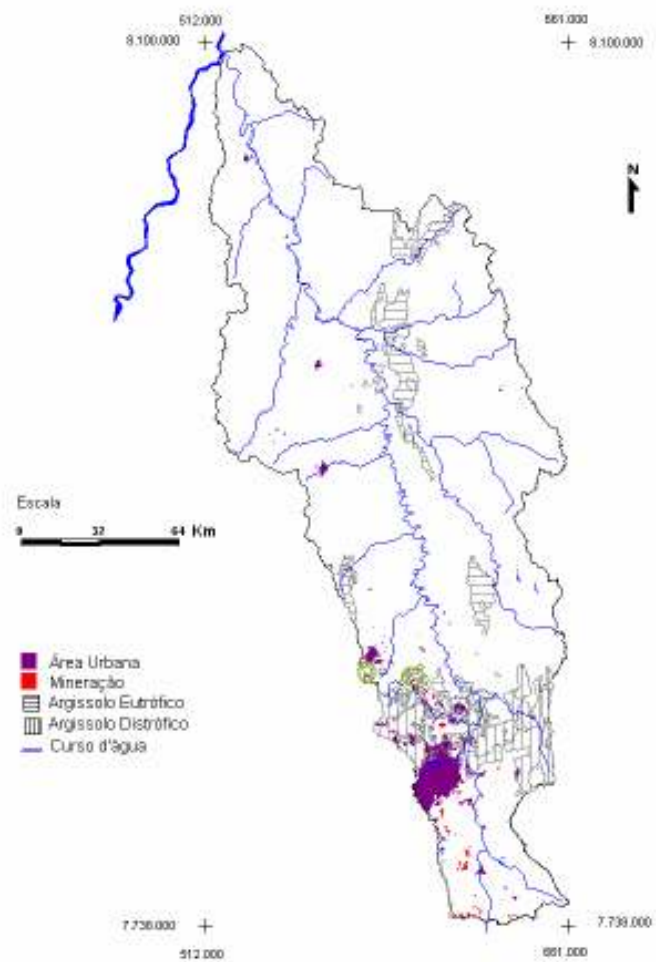 512.000
661.000
8.100.000
8.100.000
N
Escala
0 32 64 Km
Área Urbana
Mineração
Argissolo Eutrófico
Argissolo Distrófico
Curso d'água
7.738.000
7.738.000
512.000
661.000